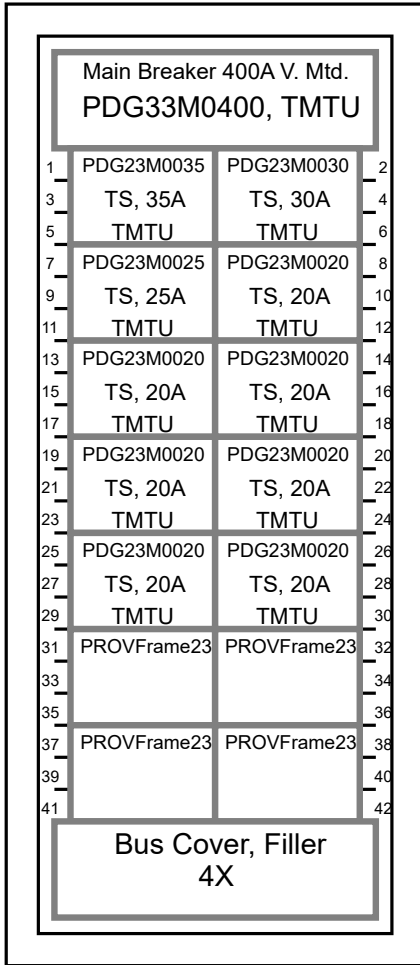 Main Breaker 400A V. Mtd.
PDG33M0400, TMTU
1 PDG23M0035 PDG23M0030 2
3 TS, 35A TS, 30A 4
5 TMTU TMTU 6
7 PDG23M0025 PDG23M0020 8
9 TS, 25A TS, 20A 10
11 TMTU TMTU 12
13 PDG23M0020 PDG23M0020 14
15 TS, 20A TS, 20A 16
17 TMTU TMTU 18
19 PDG23M0020 PDG23M0020 20
21 TS, 20A TS, 20A 22
23 TMTU TMTU 24
25 PDG23M0020 PDG23M0020 26
27 TS, 20A TS, 20A 28
29 TMTU TMTU 30
31 PROVFrame23 PROVFrame23 32
33 34
35 36
37 PROVFrame23 PROVFrame23 38
39 40
41 42
Bus Cover, Filler
4X